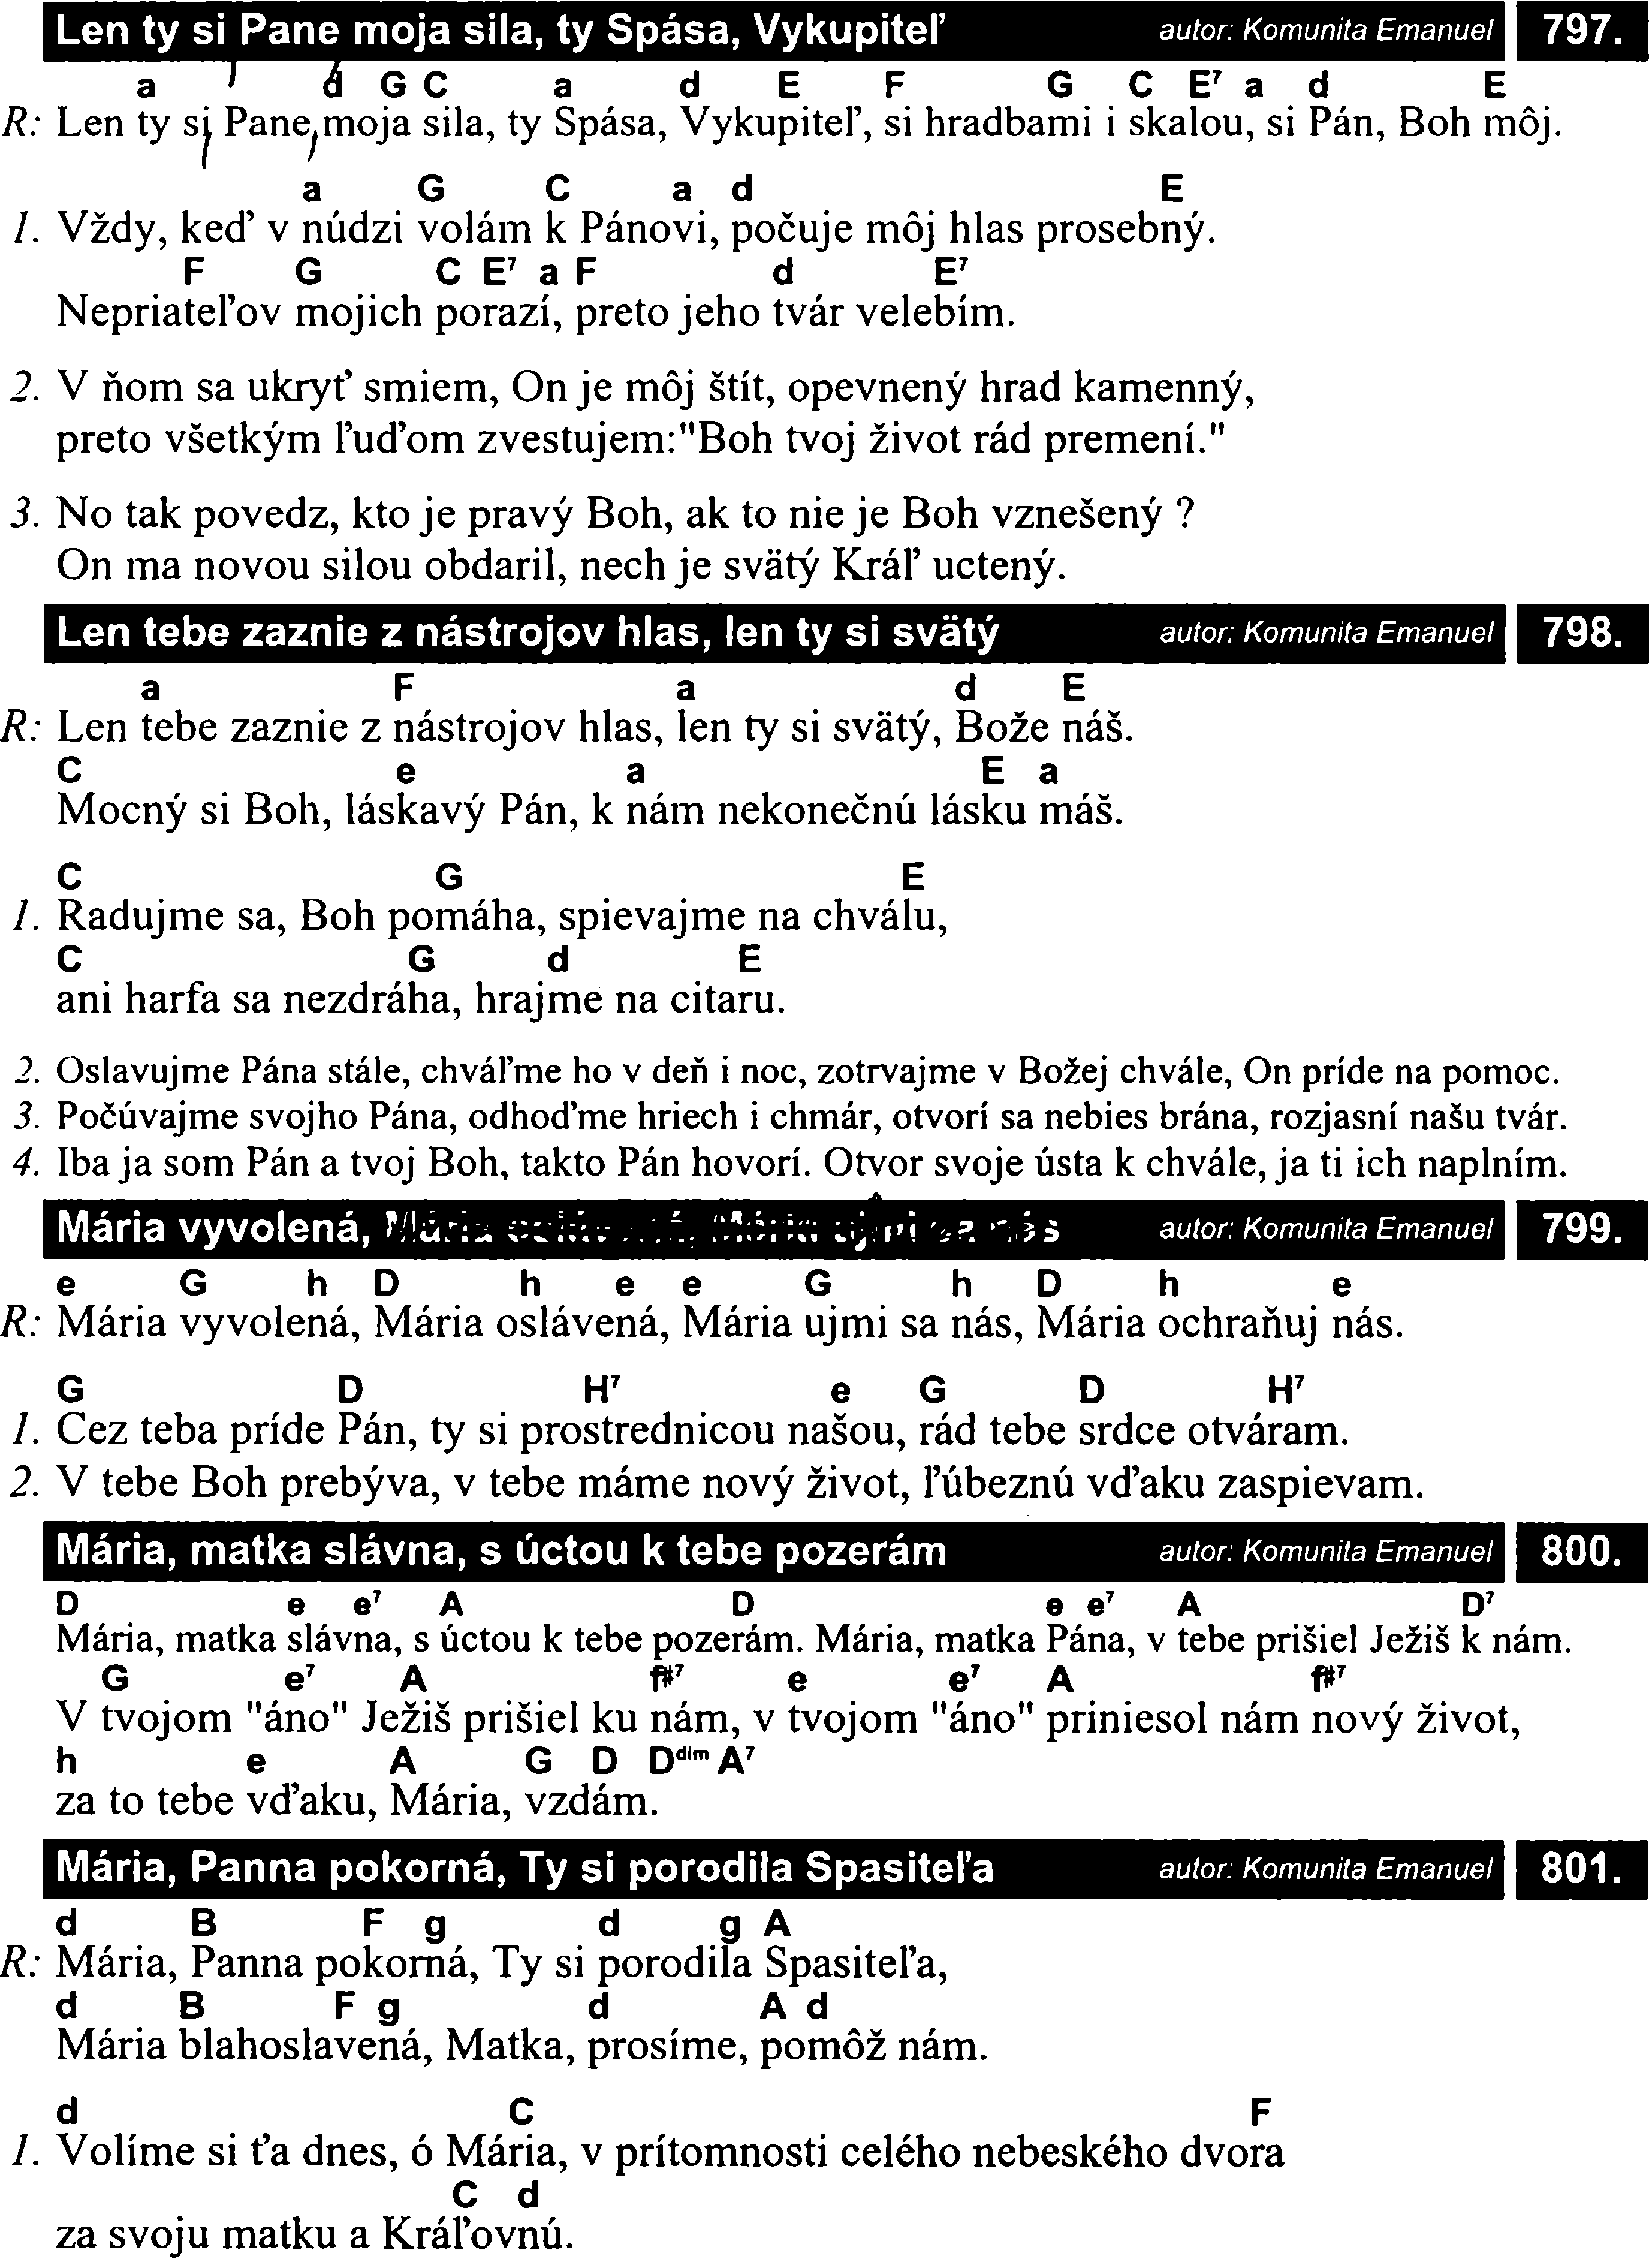 Len ty si Pane moja sila, ty Spása, Vykupiteľ autor: Komunita Emanuel 797.
a d G C a d E F G C E7 a d E
R: Len ty si, Pane, moja sila, ty Spása, Vykupiteľ, si hradbami i skalou, si Pán, Boh môj.
a G C a d E
1. Vždy, keď v núdzi volám k Pánovi, počuje môj hlas prosebný.
F G C E7 a F d E7
Nepriateľov mojich porazí, preto jeho tvár velebím.
2. V ňom sa ukryť smiem, On je môj štít, opevnený hrad kamenný,
preto všetkým ľuďom zvestujem:"Boh tvoj život rád premení."
3. No tak povedz, kto je pravý Boh, ak to nie je Boh vznešený ?
On ma novou silou obdaril, nech je svätý Kráľ uctený.
Len tebe zaznie z nástrojov hlas, len ty si svätý autor: Komunita Emanuel 798.
a F a d E
R: Len tebe zaznie z nástrojov hlas, len ty si svätý, Bože náš.
C e a E a
Mocný si Boh, láskavý Pán, k nám nekonečnú lásku máš.
C G E
1. Radujme sa, Boh pomáha, spievajme na chválu,
C G d E
ani harfa sa nezdráha, hrajme na citaru.
2. Oslavujme Pána stále, chváľme ho v deň i noc, zotrvajme v Božej chvále, On príde na pomoc.
3. Počúvajme svojho Pána, odhoďme hriech i chmár, otvorí sa nebies brána, rozjasní našu tvár.
4. Iba ja som Pán a tvoj Boh, takto Pán hovorí. Otvor svoje ústa k chvále, ja ti ich naplním.
Mária vyvolená, autor: Komunita Emanuel 799.
e G h D h e e G h D h e
R: Mária vyvolená, Mária oslávená, Mária ujmi sa nás, Mária ochraňuj nás.
G D H7 e G D H7
1. Cez teba príde Pán, ty si prostrednicou našou, rád tebe srdce otváram.
2. V tebe Boh prebýva, v tebe máme nový život, ľúbeznú vďaku zaspievam.
Mária, matka slávna, s úctou k tebe pozerám autor: Komunita Emanuel 800.
D e e7 A D e e7 A D7
Mária, matka slávna, s úctou k tebe pozerám. Mária, matka Pána, v tebe prišiel Ježiš k nám.
G e7 A f#7 e e7 A f#7
V tvojom "áno" Ježiš prišiel ku nám, v tvojom "áno" priniesol nám nový život,
h e A G D Ddim A7
za to tebe vďaku, Mária, vzdám.
Mária, Panna pokorná, Ty si porodila Spasiteľa autor: Komunita Emanuel 801.
d B F g d g A
R: Mária, Panna pokorná, Ty si porodila Spasiteľa,
d B F g d A d
Mária blahoslavená, Matka, prosíme, pomôž nám.
d C F
1. Volíme si ťa dnes, ó Mária, v prítomnosti celého nebeského dvora
C d
za svoju matku a Kráľovnú.